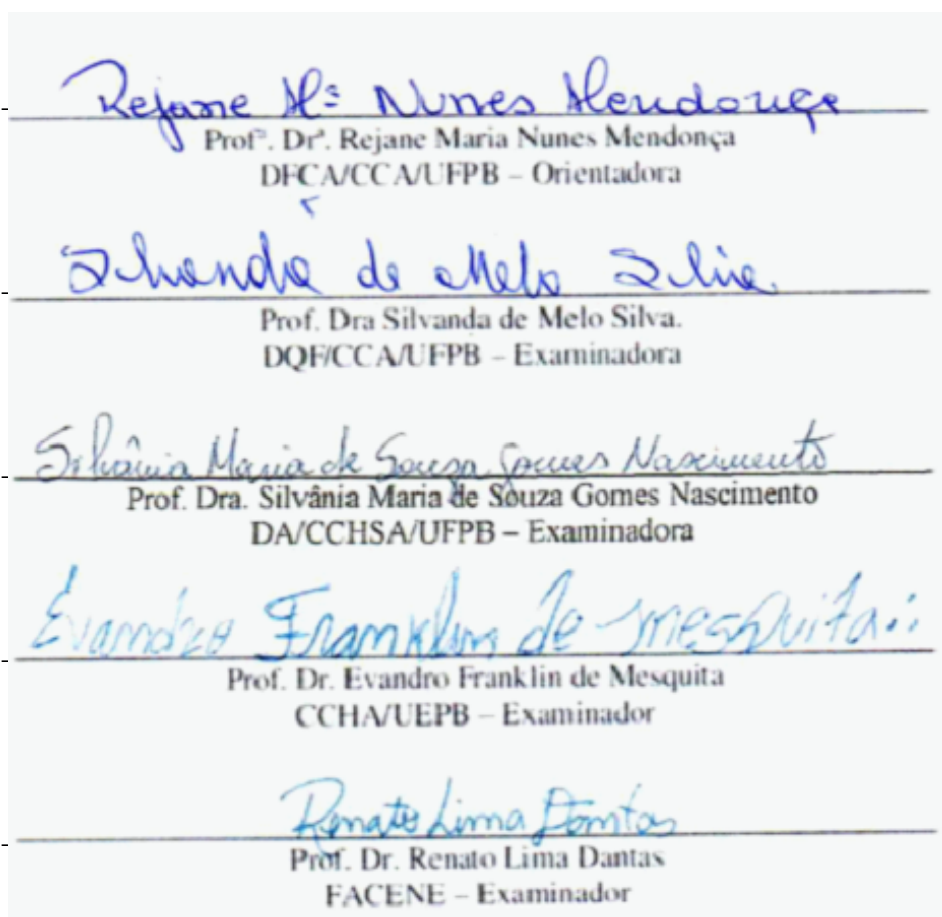 Rejane Mª Nunes Mendonça
Profª. Drª. Rejane Maria Nunes Mendonça
DFCA/CCA/UFPB – Orientadora
Silvanda de Melo Silva
Prof. Dra Silvanda de Melo Silva.
DQF/CCA/UFPB – Examinadora
Silvânia Maria de Souza Gomes Nascimento
Prof. Dra. Silvânia Maria de Souza Gomes Nascimento
DA/CCHSA/UFPB – Examinadora
Evandro Franklin de Mesquita
Prof. Dr. Evandro Franklin de Mesquita
CCHA/UEPB – Examinador
Renato Lima Dantas
Prof. Dr. Renato Lima Dantas
FACENE – Examinador